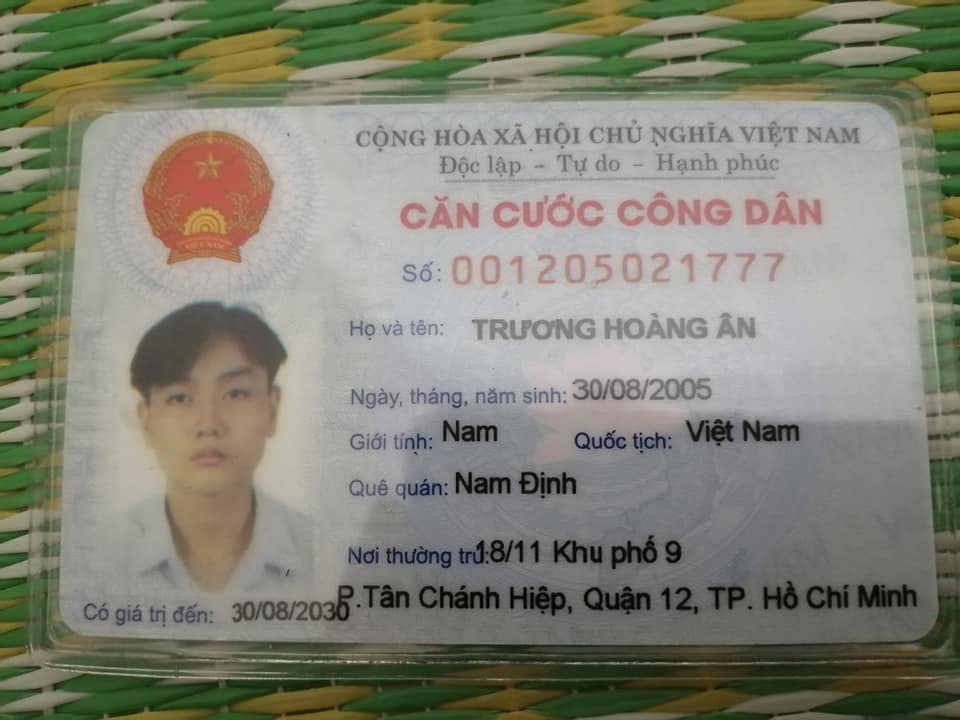 CỘNG HÒA XÃ HỘI CHỦ NGHĨA VIỆT NAM
Độc lập - Tự do - Hạnh phúc
CĂN CƯỚC CÔNG DÂN
Số: 001205021777
Họ và tên: TRƯƠNG HOÀNG ÂN
Ngày, tháng, năm sinh: 30/08/2005
Giới tính: Nam Quốc tịch: Việt Nam
Quê quán: Nam Định
Nơi thường trú: 18/11 Khu phố 9
P.Tân Chánh Hiệp, Quận 12, TP. Hồ Chí Minh
Có giá trị đến: 30/08/2030